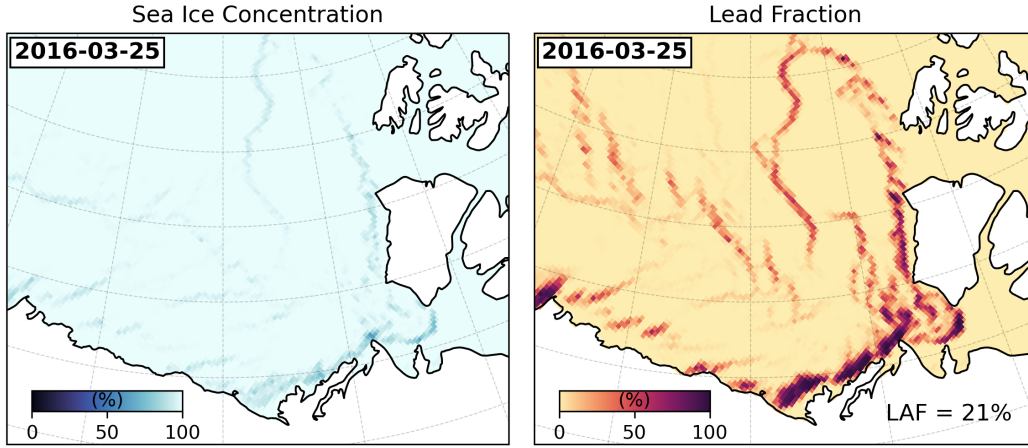 Sea Ice Concentration
2016-03-25
(%)
0 50 100
Lead Fraction
2016-03-25
(%)
0 50 100
LAF = 21%